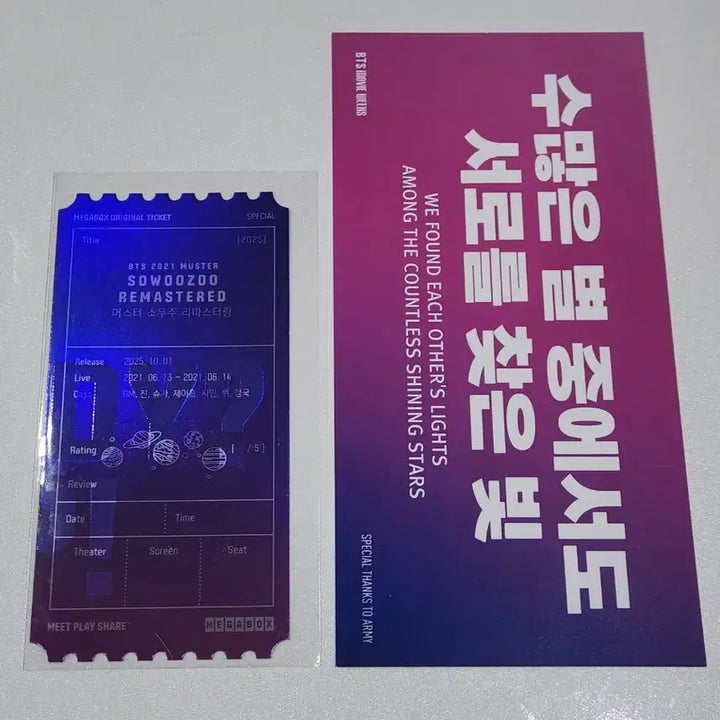 MEGABOX ORIGINAL TICKET
SPECIAL
Title
(2025)
BTS 2021 MUSTER
SOWOOZOO
REMASTERED
머스터 소우주 리마스터링
Release 2025. 10. 01
Live 2021. 06. 13 ~ 2021. 06. 14
진, 슈가, 제이홉, 지민, 뷔, 정국
Rating ( / 5 )
Review
Date
Time
Theater
Screen
Seat
MEET PLAY SHARE
MEGABOX
BTS MOVIE WEEKS
수많은 별 중에서도
서로를 찾은 빛
WE FOUND EACH OTHER'S LIGHTS
AMONG THE COUNTLESS SHINING STARS
SPECIAL THANKS TO ARMY